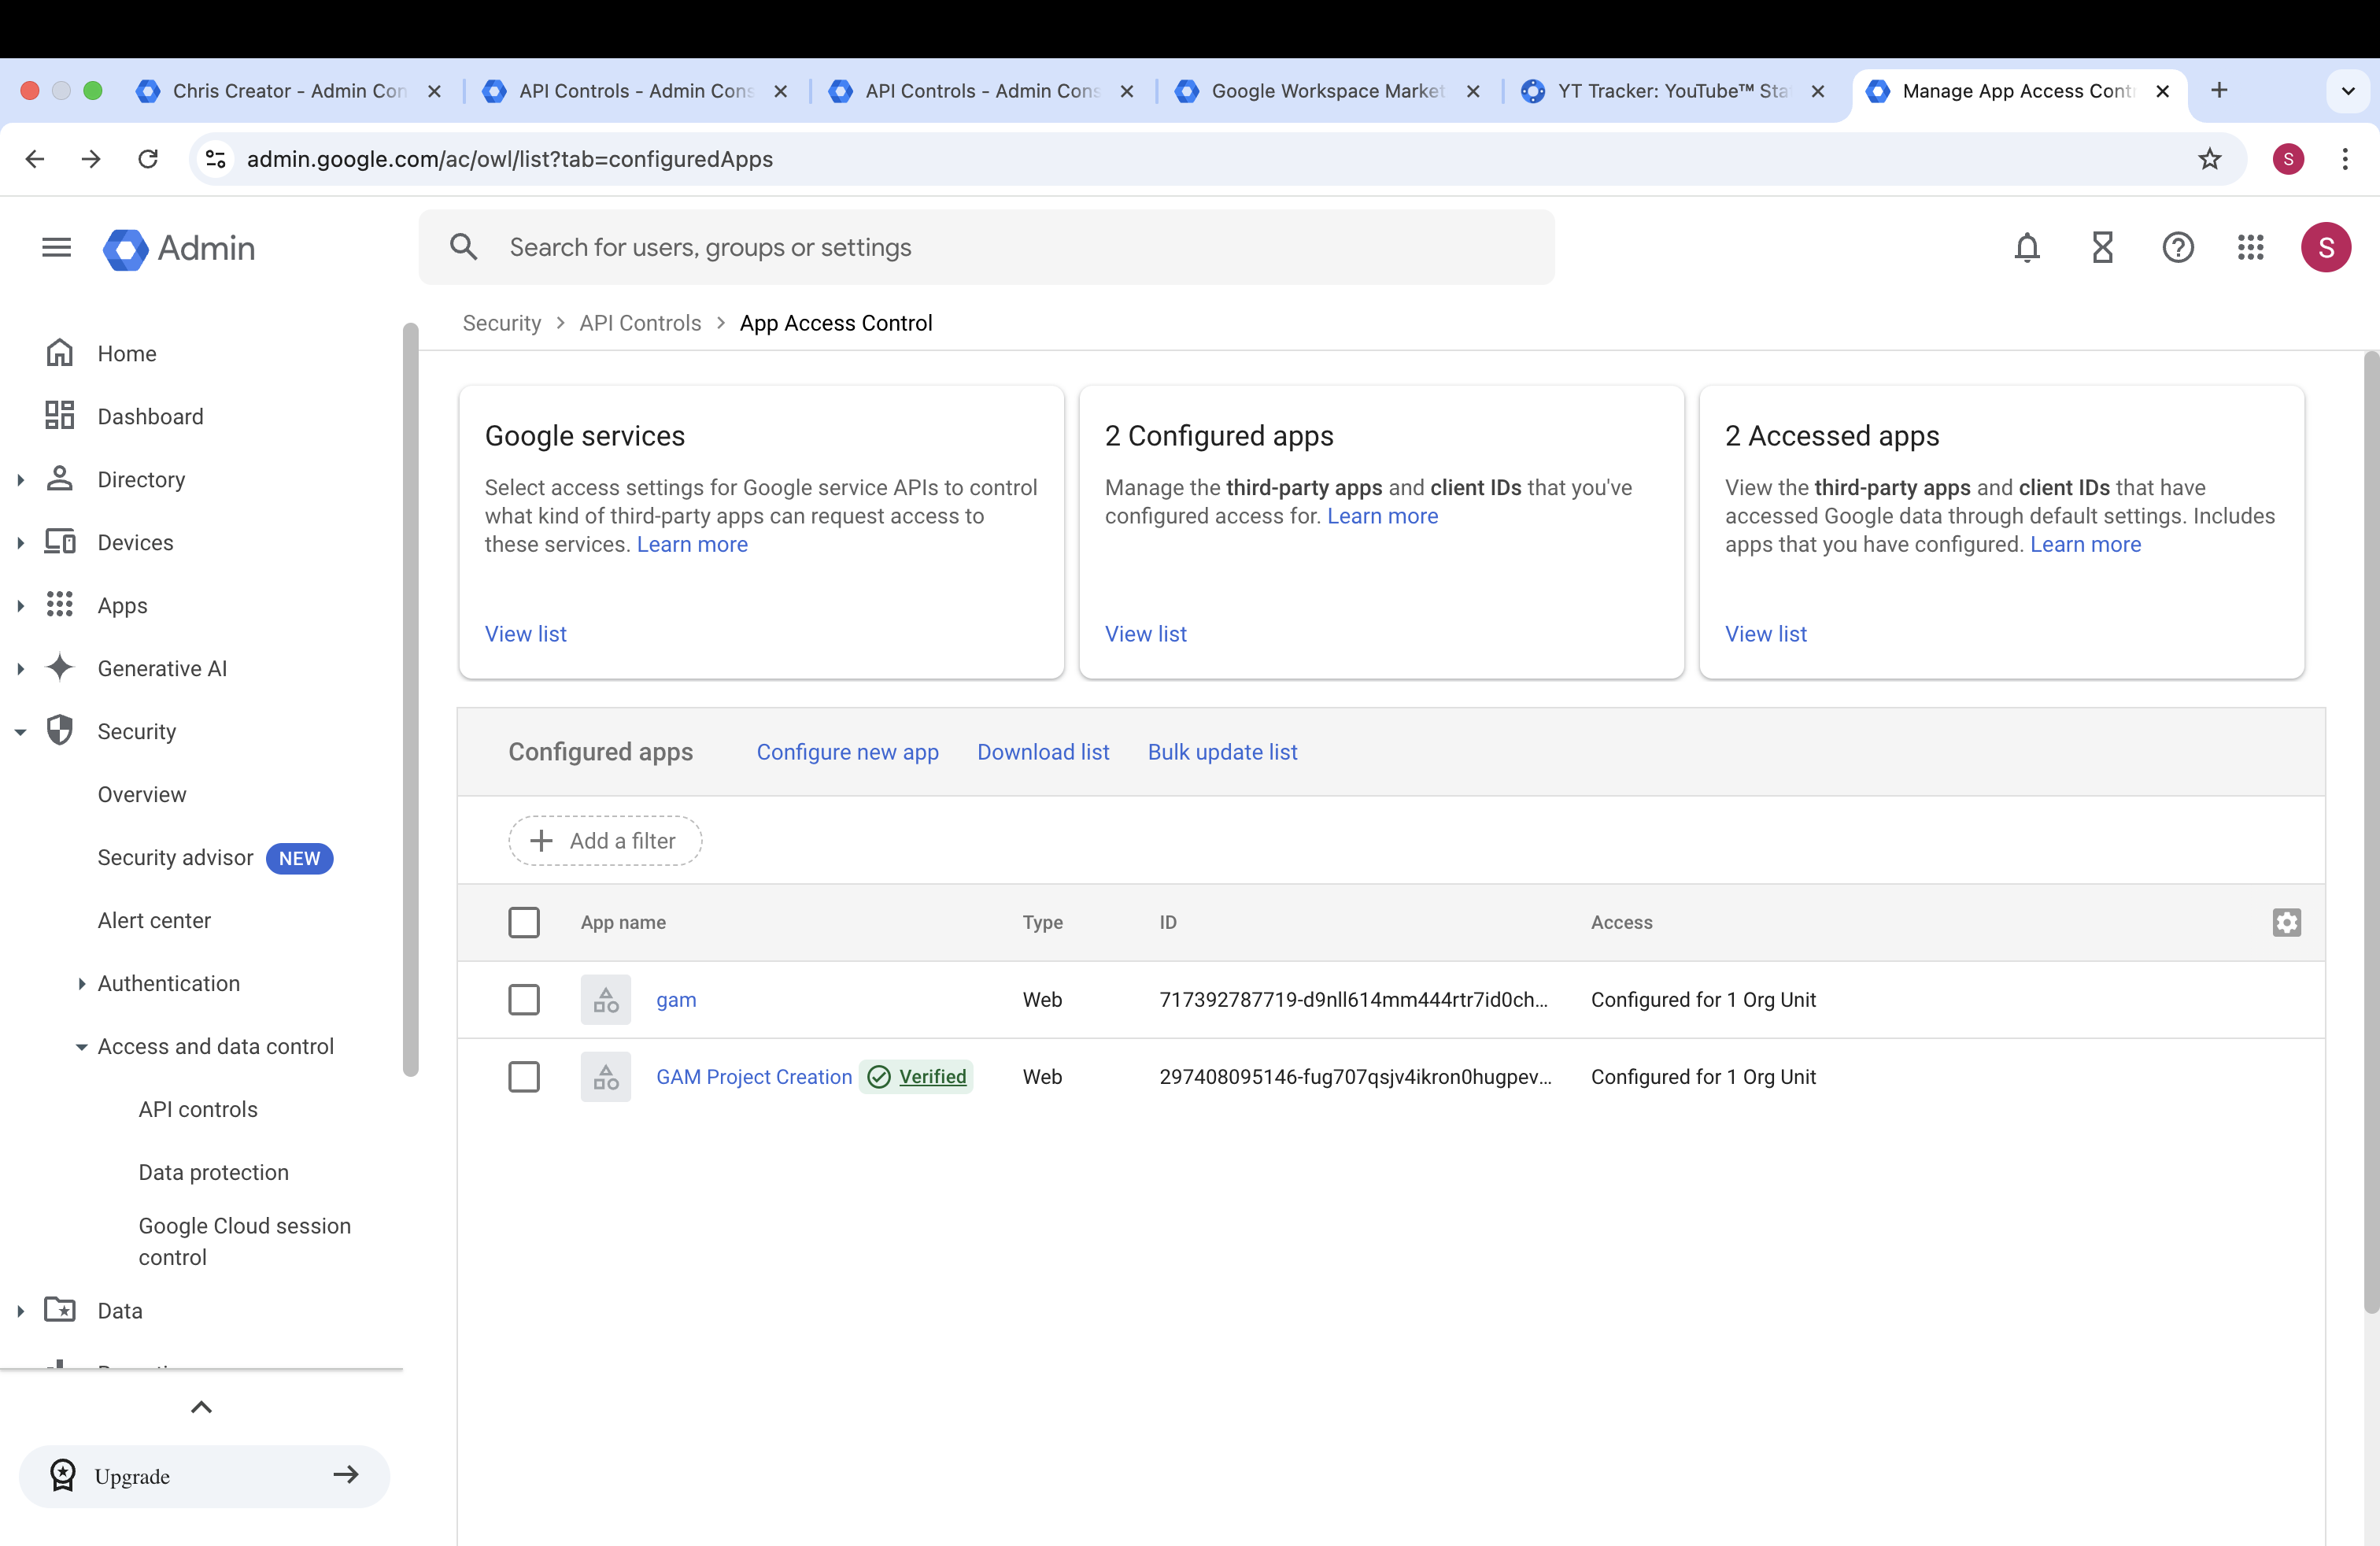 Chris Creator - Admin Con
API Controls - Admin Cons
API Controls - Admin Cons
Google Workspace Market
YT Tracker: YouTube™ Sta
Manage App Access Contr
admin.google.com/ac/owl/list?tab=configuredApps
S
Admin
Search for users, groups or settings
S
Security > API Controls > App Access Control
Home
Dashboard
Directory
Devices
Apps
Generative AI
Security
Overview
Security advisor NEW
Alert center
Authentication
Access and data control
API controls
Data protection
Google Cloud session
control
Data
Upgrade
Google services
Select access settings for Google service APIs to control
what kind of third-party apps can request access to
these services. Learn more
View list
2 Configured apps
Manage the third-party apps and client IDs that you've
configured access for. Learn more
View list
2 Accessed apps
View the third-party apps and client IDs that have
accessed Google data through default settings. Includes
apps that you have configured. Learn more
View list
Configured apps Configure new app Download list Bulk update list
Add a filter
App name Type ID Access
gam Web 717392787719-d9nll614mm444rtr7id0ch... Configured for 1 Org Unit
GAM Project Creation Verified Web 297408095146-fug707qsjv4ikron0hugpev... Configured for 1 Org Unit